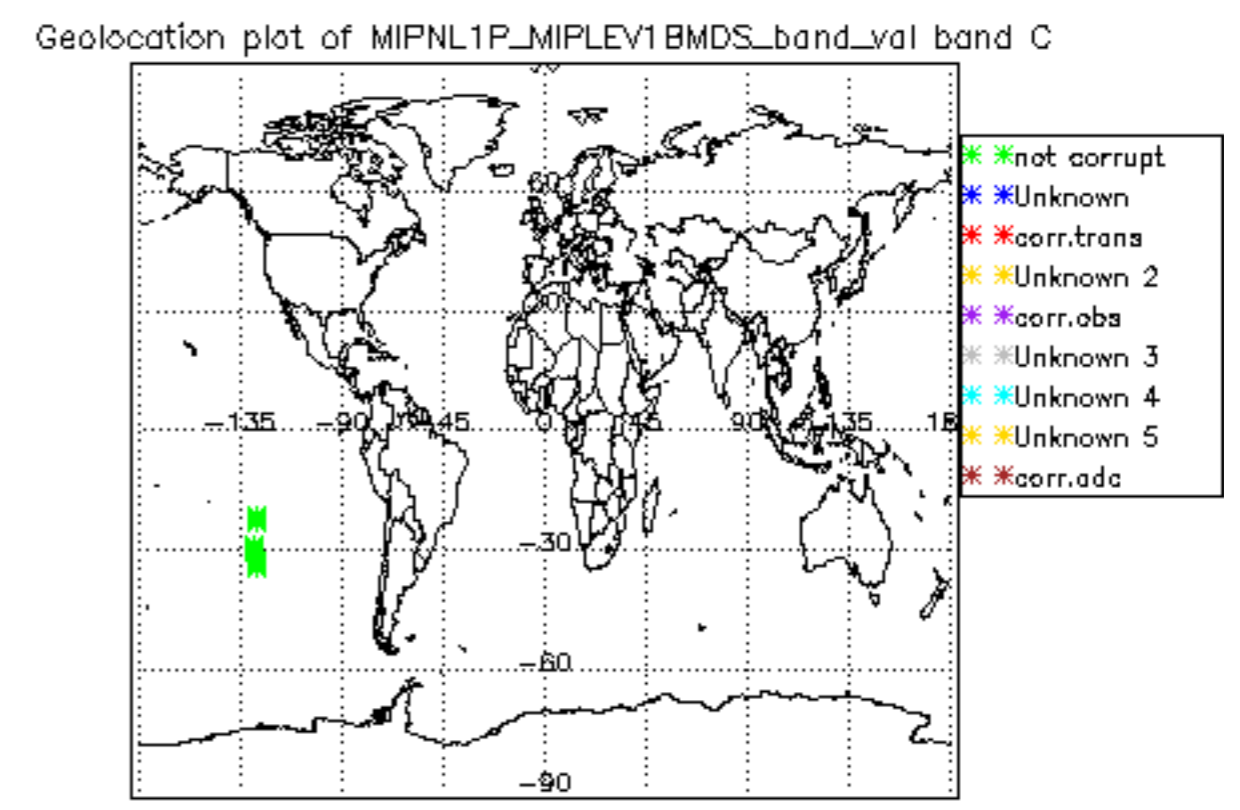 Geolocation plot of MIPNL1P_MIPLEV1BMDS_band_val band C
not corrupt
Unknown
corr.trans
Unknown 2
corr.obs
Unknown 3
Unknown 4
Unknown 5
corr.adc
-135 -90 -45 0 45 90 135
-30
-60
-90